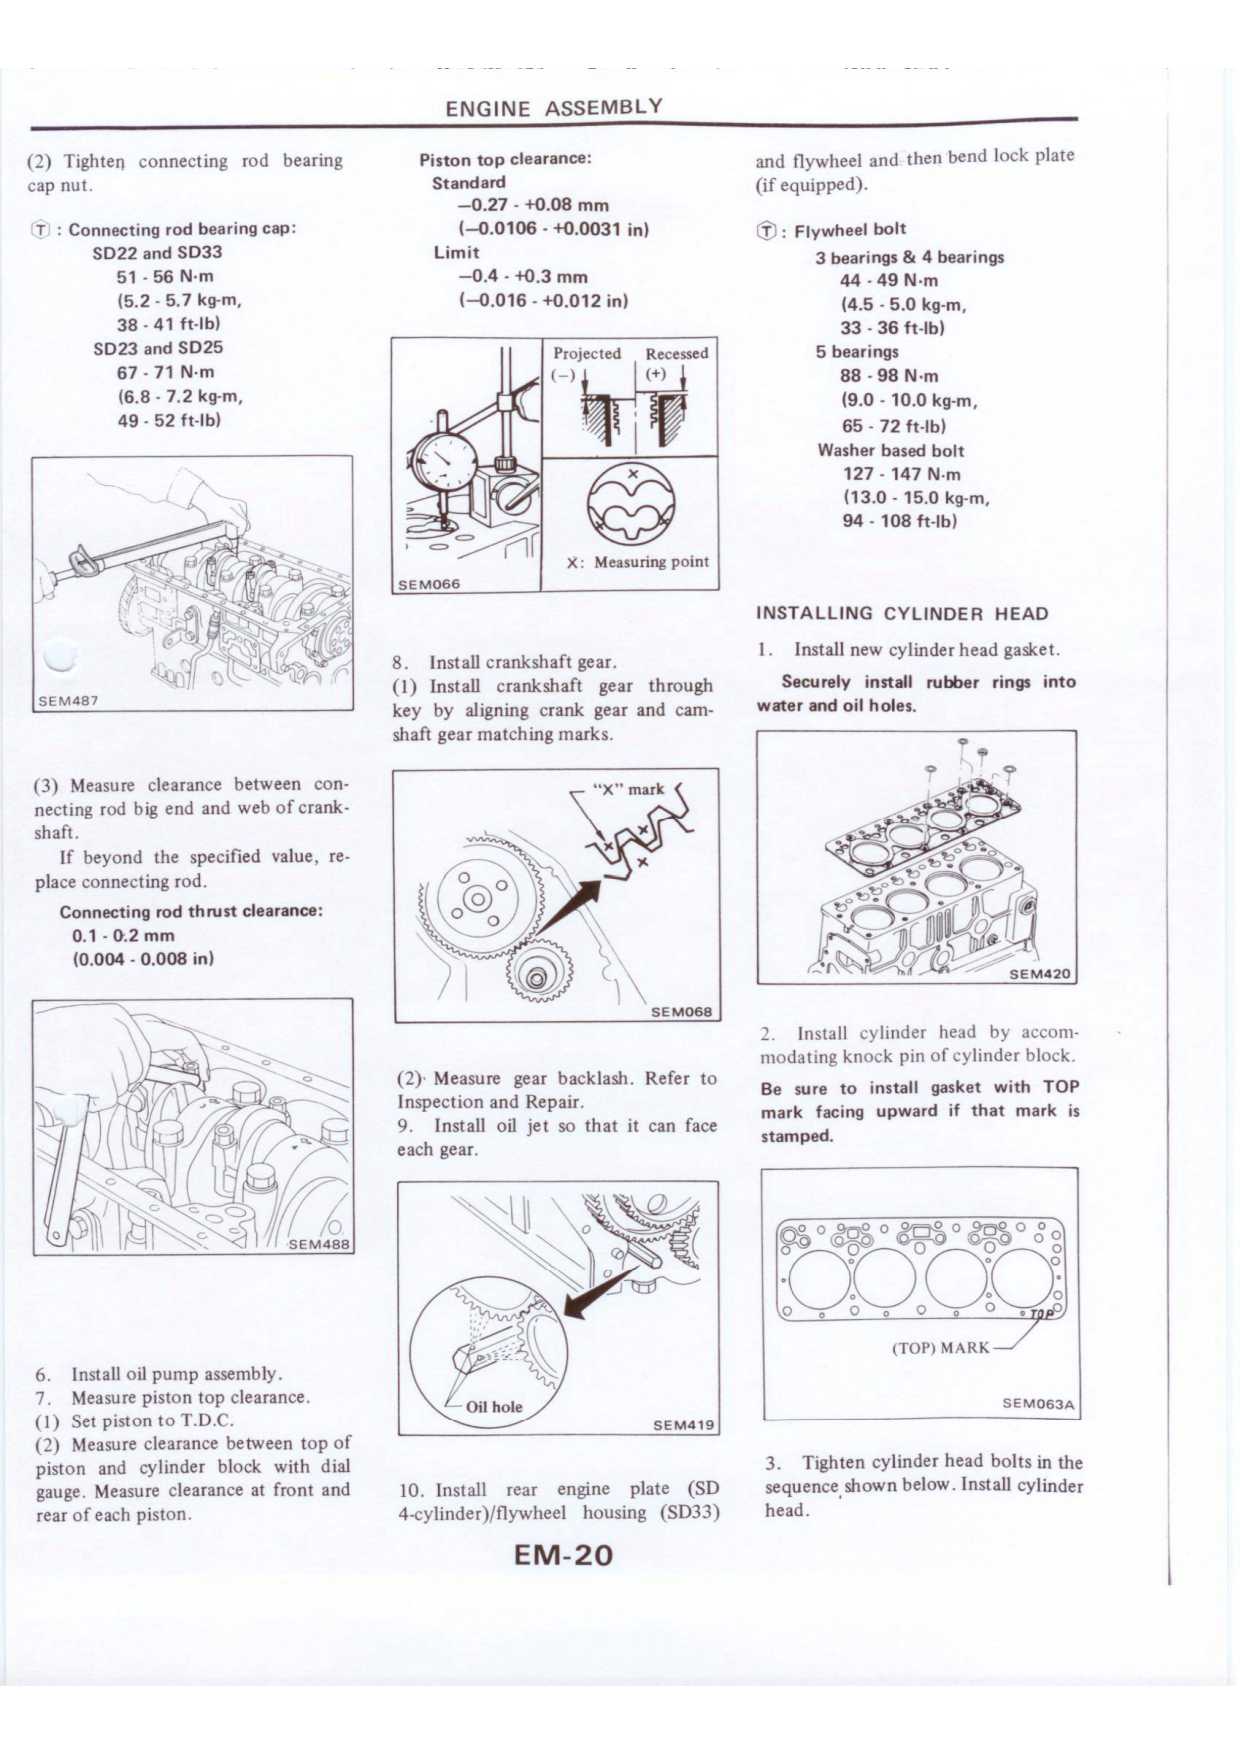 ENGINE ASSEMBLY
(2) Tighten connecting rod bearing
cap nut.
Ⓣ : Connecting rod bearing cap:
SD22 and SD33
51 - 56 N·m
(5.2 - 5.7 kg-m,
38 - 41 ft-lb)
SD23 and SD25
67 - 71 N·m
(6.8 - 7.2 kg-m,
49 - 52 ft-lb)
SEM487
(3) Measure clearance between con-
necting rod big end and web of crank-
shaft.
If beyond the specified value, re-
place connecting rod.
Connecting rod thrust clearance:
0.1 - 0.2 mm
(0.004 - 0.008 in)
SEM488
6. Install oil pump assembly.
7. Measure piston top clearance.
(1) Set piston to T.D.C.
(2) Measure clearance between top of
piston and cylinder block with dial
gauge. Measure clearance at front and
rear of each piston.
Piston top clearance:
Standard
−0.27 - +0.08 mm
(−0.0106 - +0.0031 in)
Limit
−0.4 - +0.3 mm
(−0.016 - +0.012 in)
Projected Recessed
(−) (+)
X: Measuring point
SEM066
8. Install crankshaft gear.
(1) Install crankshaft gear through
key by aligning crank gear and cam-
shaft gear matching marks.
"X" mark
SEM068
(2) Measure gear backlash. Refer to
Inspection and Repair.
9. Install oil jet so that it can face
each gear.
Oil hole
SEM419
10. Install rear engine plate (SD
4-cylinder)/flywheel housing (SD33)
and flywheel and then bend lock plate
(if equipped).
Ⓣ : Flywheel bolt
3 bearings & 4 bearings
44 - 49 N·m
(4.5 - 5.0 kg-m,
33 - 36 ft-lb)
5 bearings
88 - 98 N·m
(9.0 - 10.0 kg-m,
65 - 72 ft-lb)
Washer based bolt
127 - 147 N·m
(13.0 - 15.0 kg-m,
94 - 108 ft-lb)
INSTALLING CYLINDER HEAD
1. Install new cylinder head gasket.
Securely install rubber rings into
water and oil holes.
SEM420
2. Install cylinder head by accom-
modating knock pin of cylinder block.
Be sure to install gasket with TOP
mark facing upward if that mark is
stamped.
TOP
(TOP) MARK
SEM063A
3. Tighten cylinder head bolts in the
sequence shown below. Install cylinder
head.
EM-20